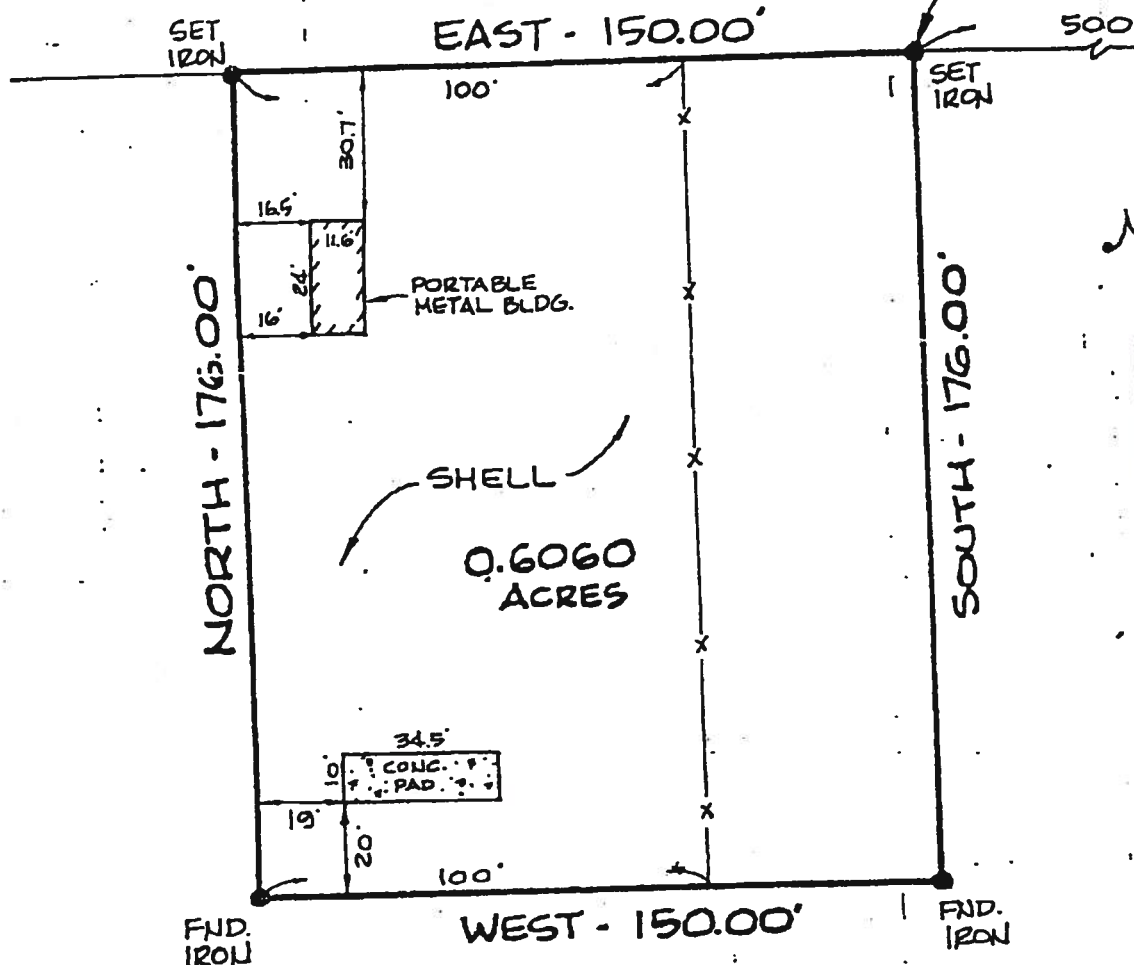 SET
IRON
EAST - 150.00'
500
SET
IRON
100'
30.7'
16.5'
11.6'
24'
PORTABLE
METAL BLDG.
16'
NORTH - 176.00'
SOUTH - 176.00'
SHELL
0.6060
ACRES
34.5'
10'
CONC.
PAD
19'
20'
100'
FND.
IRON
WEST - 150.00'
FND.
IRON